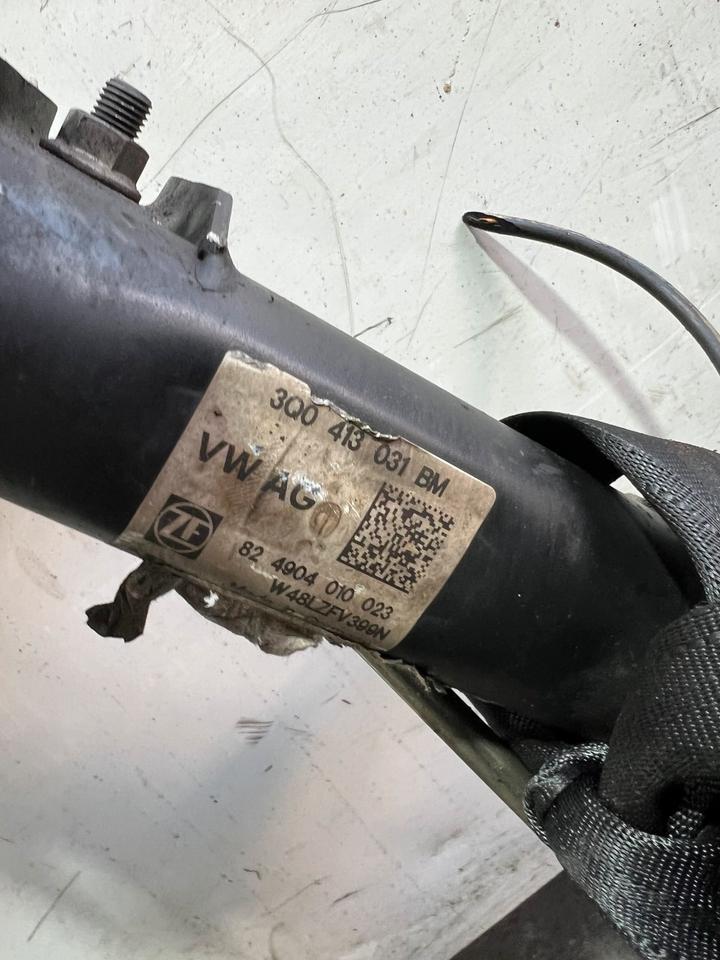 3Q0 413 031 BM
VW AG
ZF
82 4904 010 023
W48LZFV399N